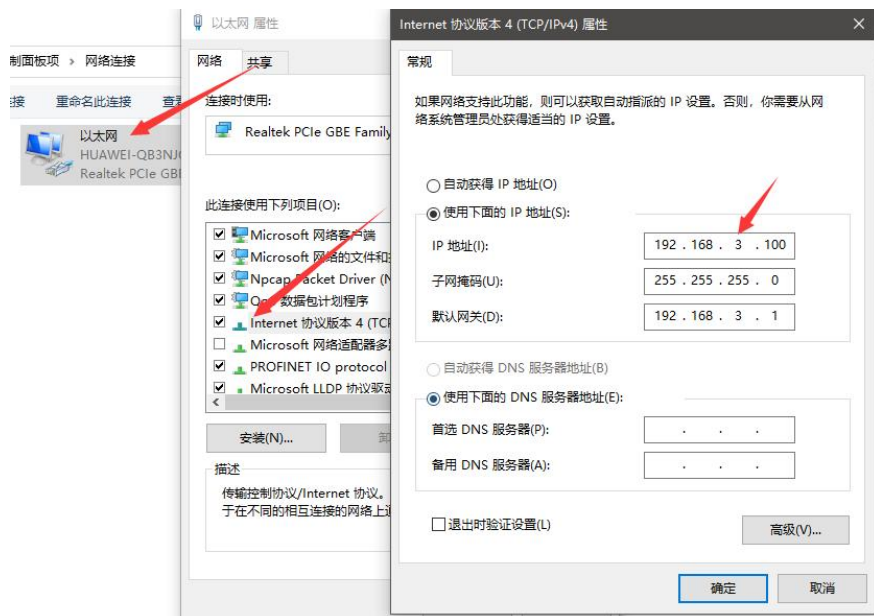 制面板项 › 网络连接
重命名此连接
以太网
HUAWEI-QB3NJ
Realtek PCIe GBI
以太网 属性
网络
共享
连接时使用:
Realtek PCIe GBE Family
此连接使用下列项目(O):
Microsoft 网络客户端
Microsoft 网络的文件和
Npcap Packet Driver (N
QoS 数据包计划程序
Internet 协议版本 4 (TCP
Microsoft 网络适配器多
PROFINET IO protocol
Microsoft LLDP 协议驱动
安装(N)...
卸
描述
传输控制协议/Internet 协议。
于在不同的相互连接的网络上通
Internet 协议版本 4 (TCP/IPv4) 属性
常规
如果网络支持此功能，则可以获取自动指派的 IP 设置。否则，你需要从网
络系统管理员处获得适当的 IP 设置。
自动获得 IP 地址(O)
使用下面的 IP 地址(S):
IP 地址(I):
192 . 168 . 3 . 100
子网掩码(U):
255 . 255 . 255 . 0
默认网关(D):
192 . 168 . 3 . 1
自动获得 DNS 服务器地址(B)
使用下面的 DNS 服务器地址(E):
首选 DNS 服务器(P):
. . .
备用 DNS 服务器(A):
. . .
退出时验证设置(L)
高级(V)...
确定
取消